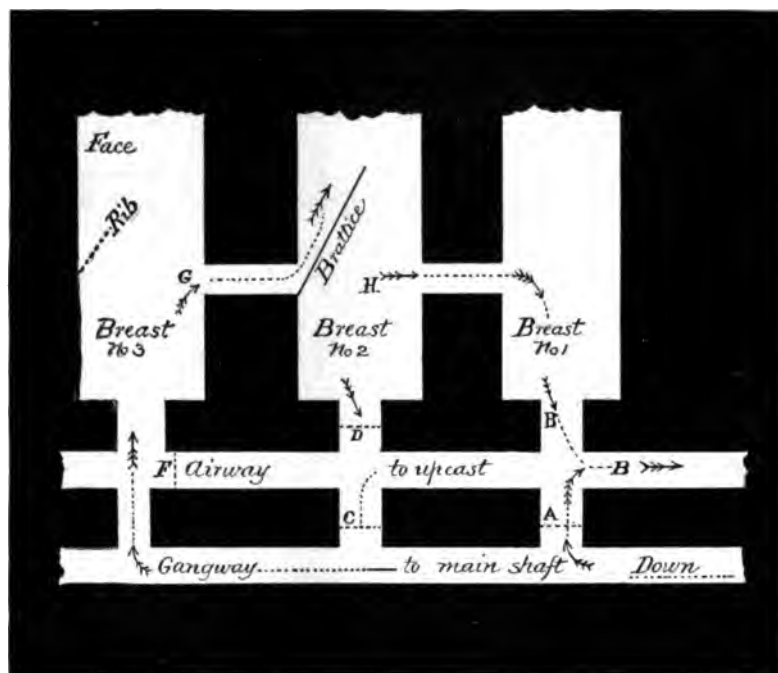 Face
Rib
Brattice
G
H
Breast
No 3
Breast
No 2
Breast
No 1
B
D
F Airway to upcast B
C
A
Gangway to main shaft Down